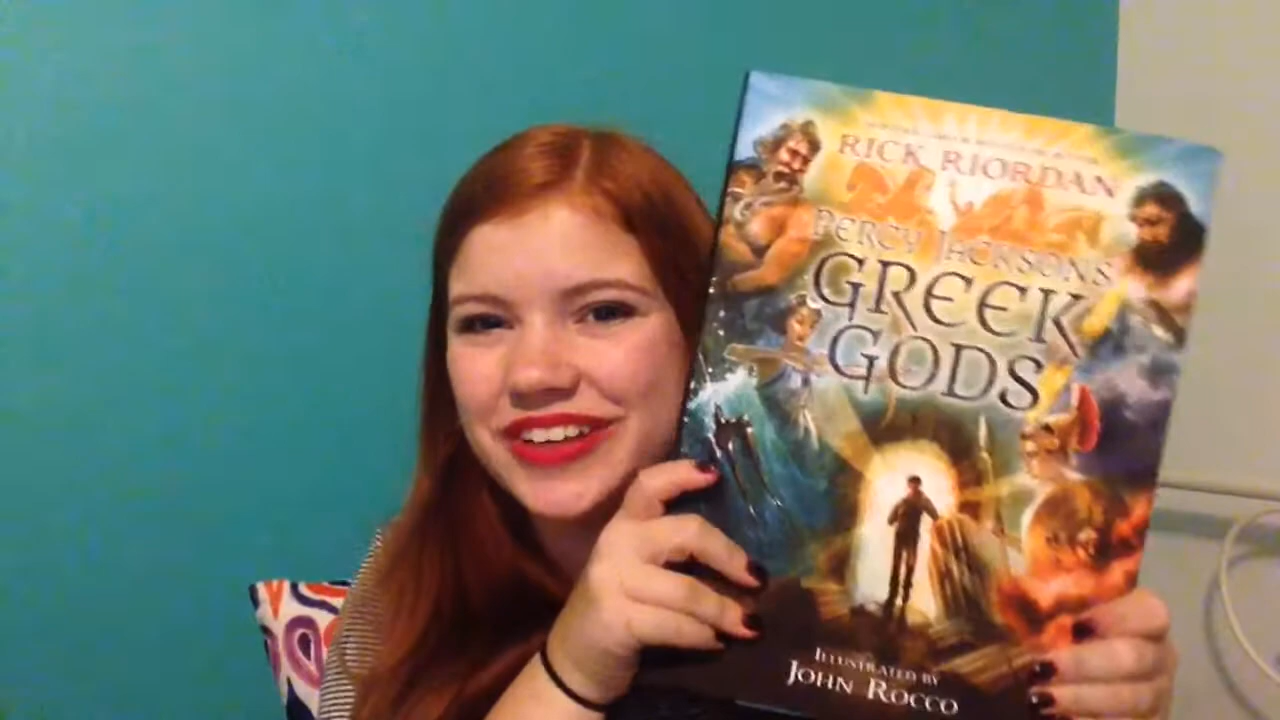 RICK RIORDAN
PERCY JACKSON'S
GREEK
GODS
ILLUSTRATED BY
JOHN ROCCO